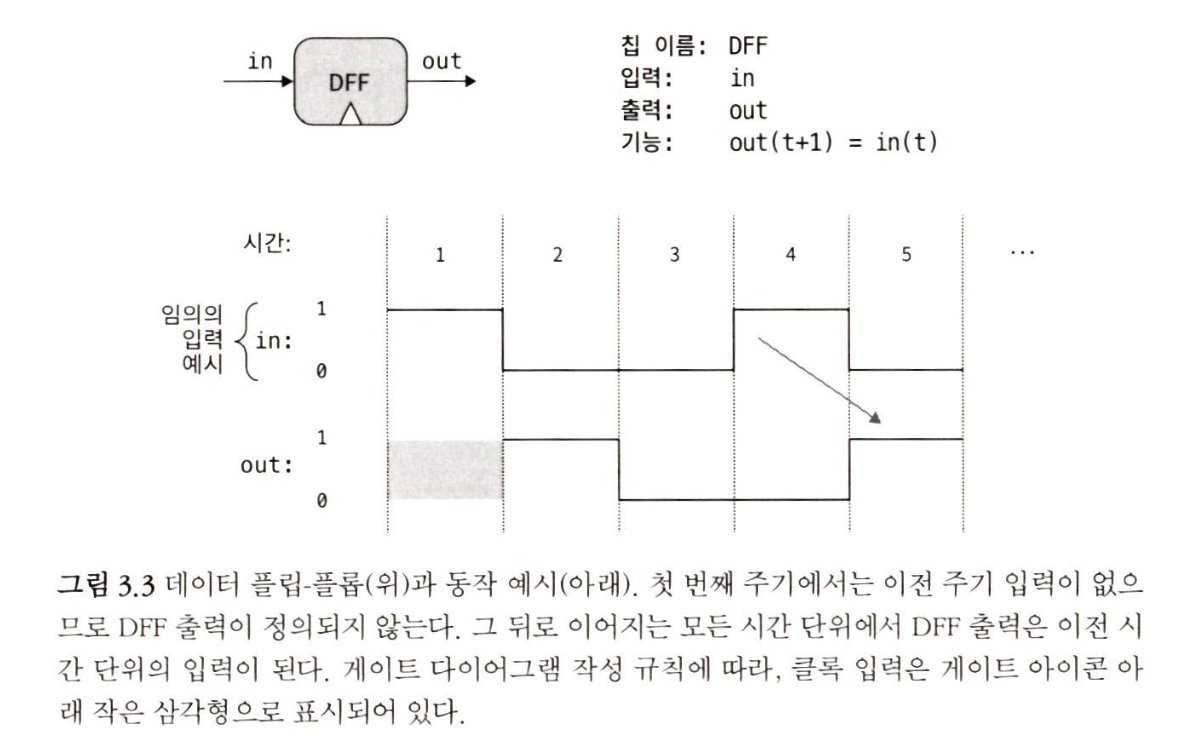 in
DFF
out
칩 이름: DFF
입력: in
출력: out
기능: out(t+1) = in(t)
시간: 1 2 3 4 5 ...
임의의
입력
예시
in:
1
0
out:
1
0
그림 3.3 데이터 플립-플롭(위)과 동작 예시(아래). 첫 번째 주기에서는 이전 주기 입력이 없으
므로 DFF 출력이 정의되지 않는다. 그 뒤로 이어지는 모든 시간 단위에서 DFF 출력은 이전 시
간 단위의 입력이 된다. 게이트 다이어그램 작성 규칙에 따라, 클록 입력은 게이트 아이콘 아
래 작은 삼각형으로 표시되어 있다.